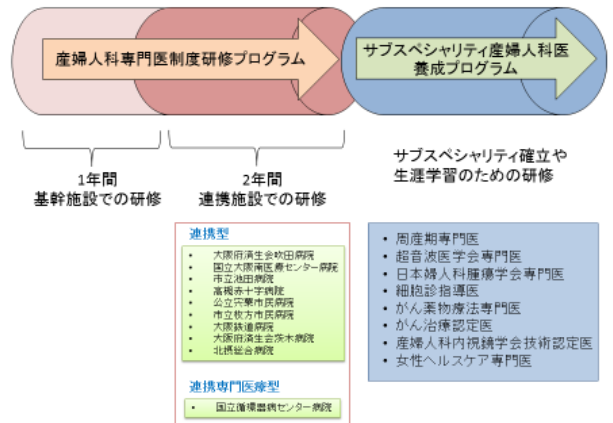 産婦人科専門医制度研修プログラム
サブスペシャリティ産婦人科医
養成プログラム
1年間
基幹施設での研修
2年間
連携施設での研修
サブスペシャリティ確立や
生涯学習のための研修
連携型
• 大阪府済生会吹田病院
• 国立大阪南医療センター病院
• 市立池田病院
• 高槻赤十字病院
• 公立宍粟市民病院
• 市立枚方市民病院
• 大阪鉄道病院
• 大阪府済生会茨木病院
• 北摂総合病院
連携専門医療型
• 国立循環器病センター病院
• 周産期専門医
• 超音波医学会専門医
• 日本婦人科腫瘍学会専門医
• 細胞診指導医
• がん薬物療法専門医
• がん治療認定医
• 産婦人科内視鏡学会技術認定医
• 女性ヘルスケア専門医